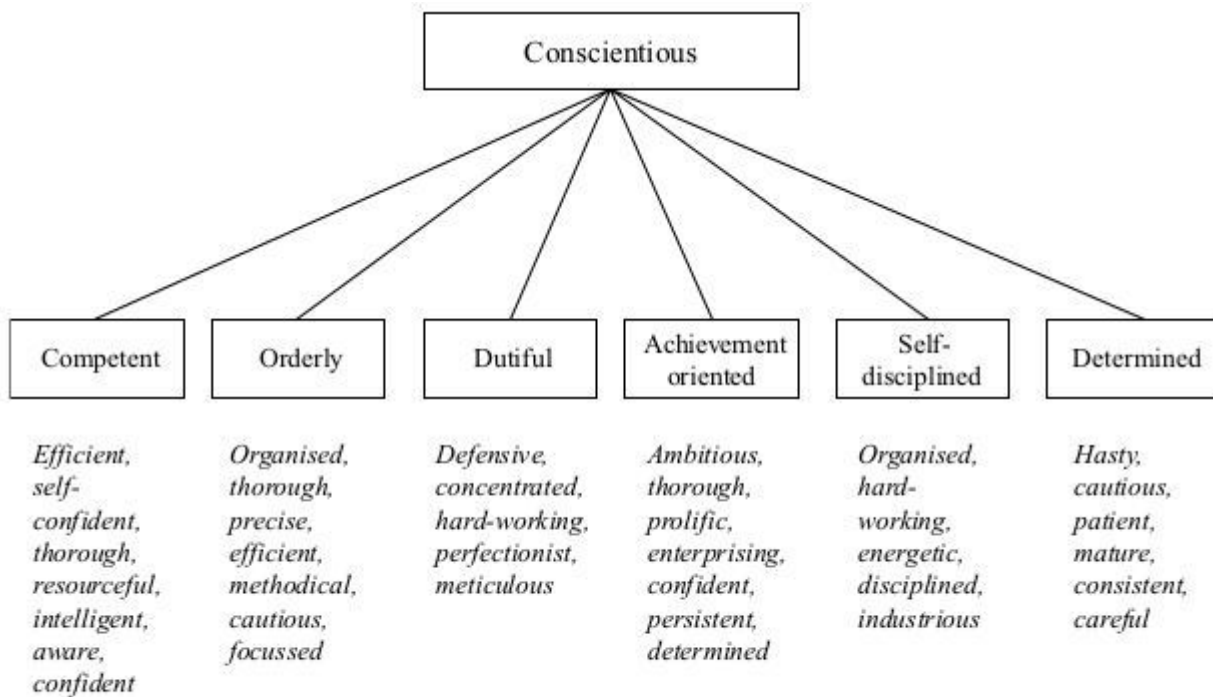 Conscientious
Competent
Orderly
Dutiful
Achievement
oriented
Self-
disciplined
Determined
Efficient,
self-
confident,
thorough,
resourceful,
intelligent,
aware,
confident
Organised,
thorough,
precise,
efficient,
methodical,
cautious,
focussed
Defensive,
concentrated,
hard-working,
perfectionist,
meticulous
Ambitious,
thorough,
prolific,
enterprising,
confident,
persistent,
determined
Organised,
hard-
working,
energetic,
disciplined,
industrious
Hasty,
cautious,
patient,
mature,
consistent,
careful